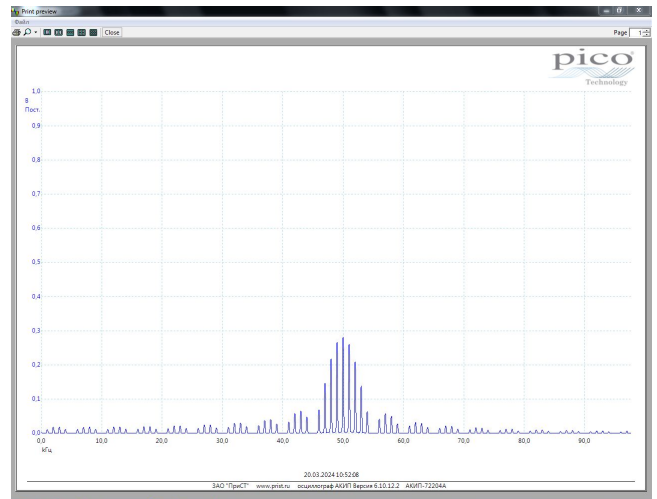 Print preview
Файл
Close
Page 1
pico
Technology
1,0
В
Пост.
0,9
0,8
0,7
0,6
0,5
0,4
0,3
0,2
0,1
0,0
0,0 10,0 20,0 30,0 40,0 50,0 60,0 70,0 80,0 90,0
кГц
20.03.2024 10:52:08
ЗАО "ПриСТ" www.prist.ru осциллограф АКИП Версия 6.10.12.2 АКИП-72204А